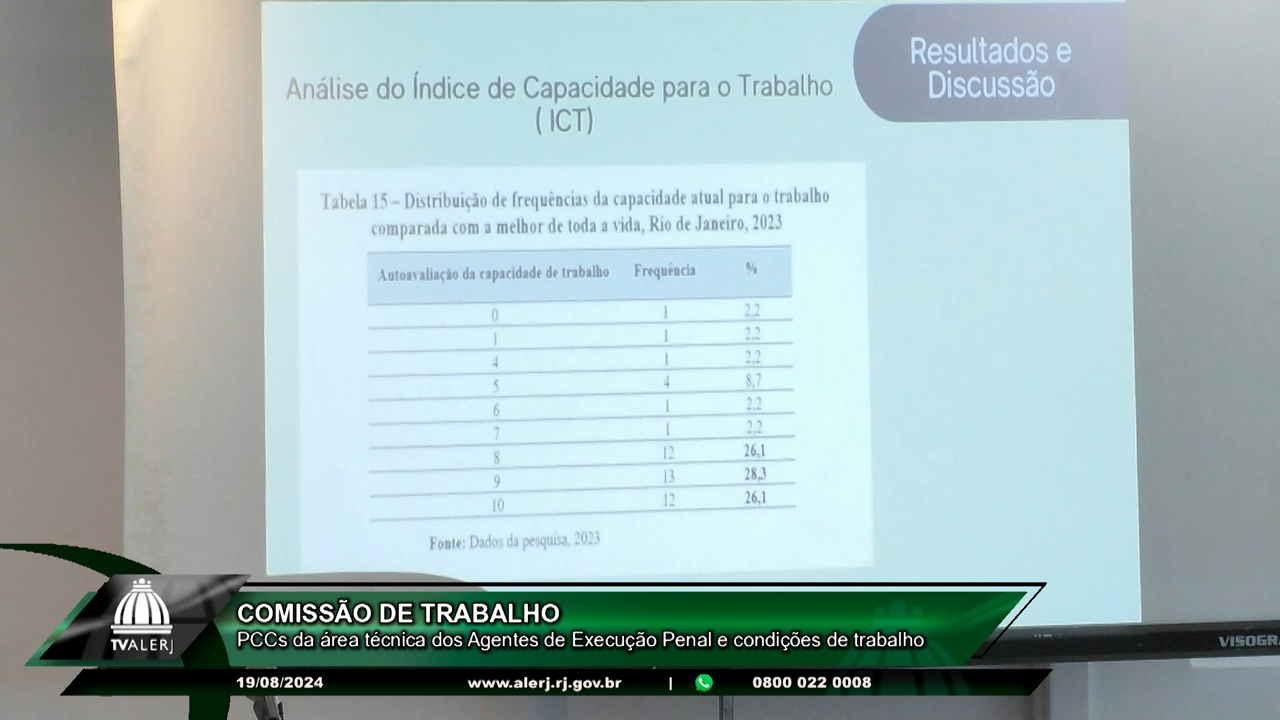 Resultados e
Discussão
Análise do Índice de Capacidade para o Trabalho
( ICT)
Tabela 15 – Distribuição de frequências da capacidade atual para o trabalho
comparada com a melhor de toda a vida, Rio de Janeiro, 2023
Autoavaliação da capacidade de trabalho Frequência %
0 1 2,2
1 1 2,2
4 1 2,2
5 4 8,7
6 1 2,2
7 1 2,2
8 12 26,1
9 13 28,3
10 12 26,1
Fonte: Dados da pesquisa, 2023
COMISSÃO DE TRABALHO
PCCs da área técnica dos Agentes de Execução Penal e condições de trabalho
TVALERJ
19/08/2024 www.alerj.rj.gov.br | 0800 022 0008